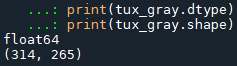 ...: print(tux_gray.dtype)
...: print(tux_gray.shape)
float64
(314, 265)